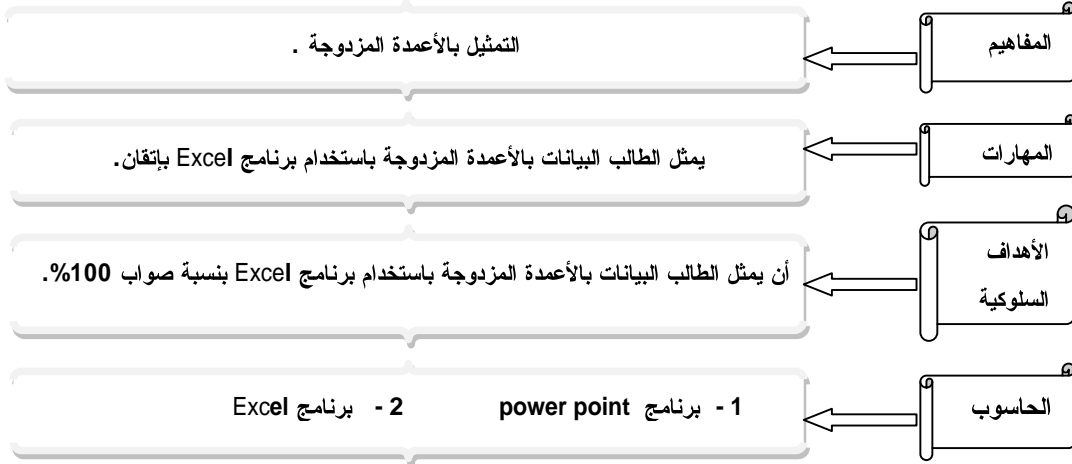 المفاهيم
التمثيل بالأعمدة المزدوجة .
المهارات
يمثل الطالب البيانات بالأعمدة المزدوجة باستخدام برنامج Excel بإتقان.
الأهداف
السلوكية
أن يمثل الطالب البيانات بالأعمدة المزدوجة باستخدام برنامج Excel بنسبة صواب 100%.
الحاسوب
1 - برنامج power point 2 - برنامج Excel